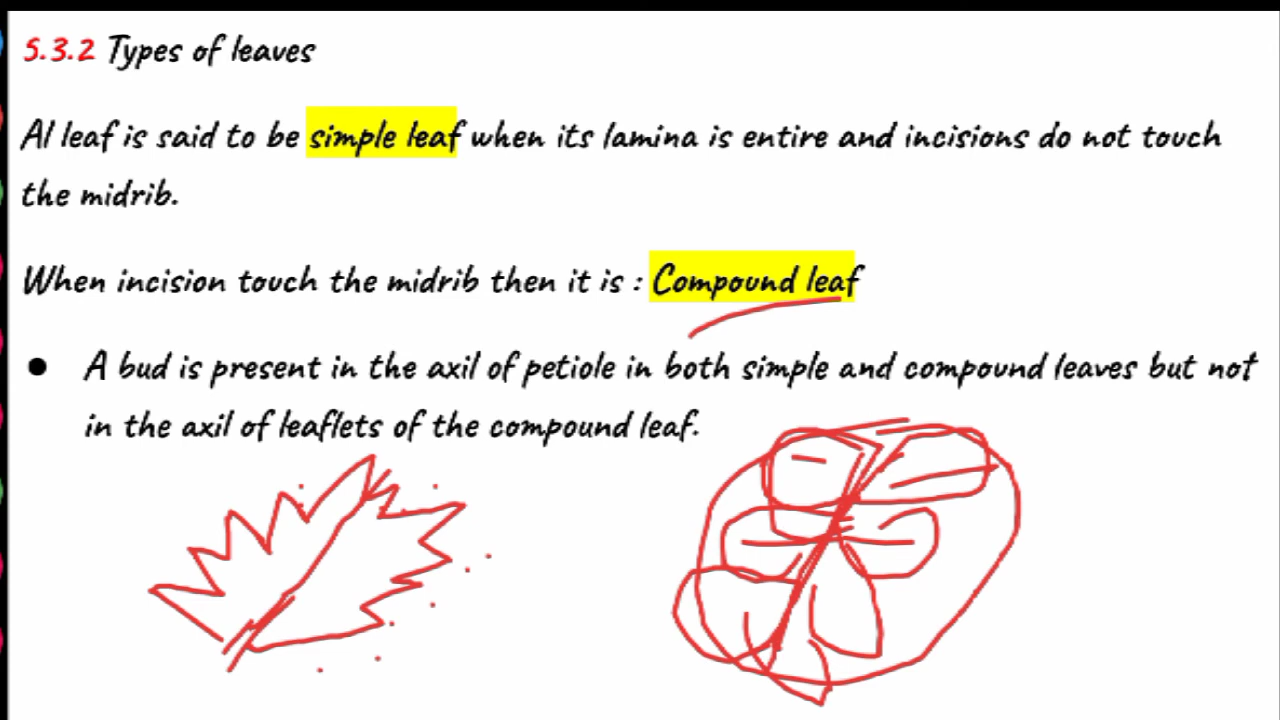 5.3.2 Types of leaves
Al leaf is said to be simple leaf when its lamina is entire and incisions do not touch
the midrib.
When incision touch the midrib then it is : Compound leaf
● A bud is present in the axil of petiole in both simple and compound leaves but not
in the axil of leaflets of the compound leaf.